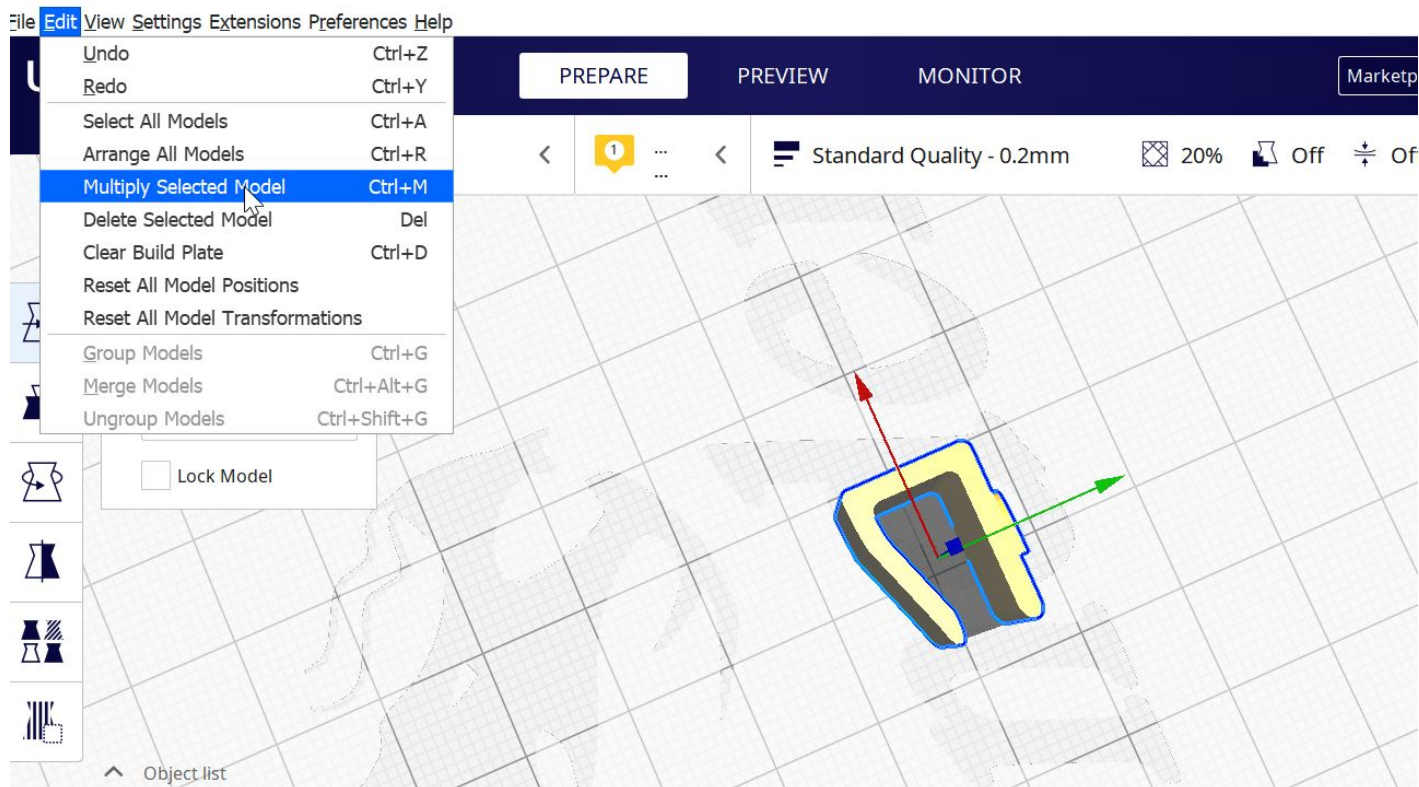 File Edit View Settings Extensions Preferences Help
Undo Ctrl+Z
Redo Ctrl+Y
Select All Models Ctrl+A
Arrange All Models Ctrl+R
Multiply Selected Model Ctrl+M
Delete Selected Model Del
Clear Build Plate Ctrl+D
Reset All Model Positions
Reset All Model Transformations
Group Models Ctrl+G
Merge Models Ctrl+Alt+G
Ungroup Models Ctrl+Shift+G
PREPARE PREVIEW MONITOR
1 ... ... Standard Quality - 0.2mm 20% Off
Lock Model
Object list